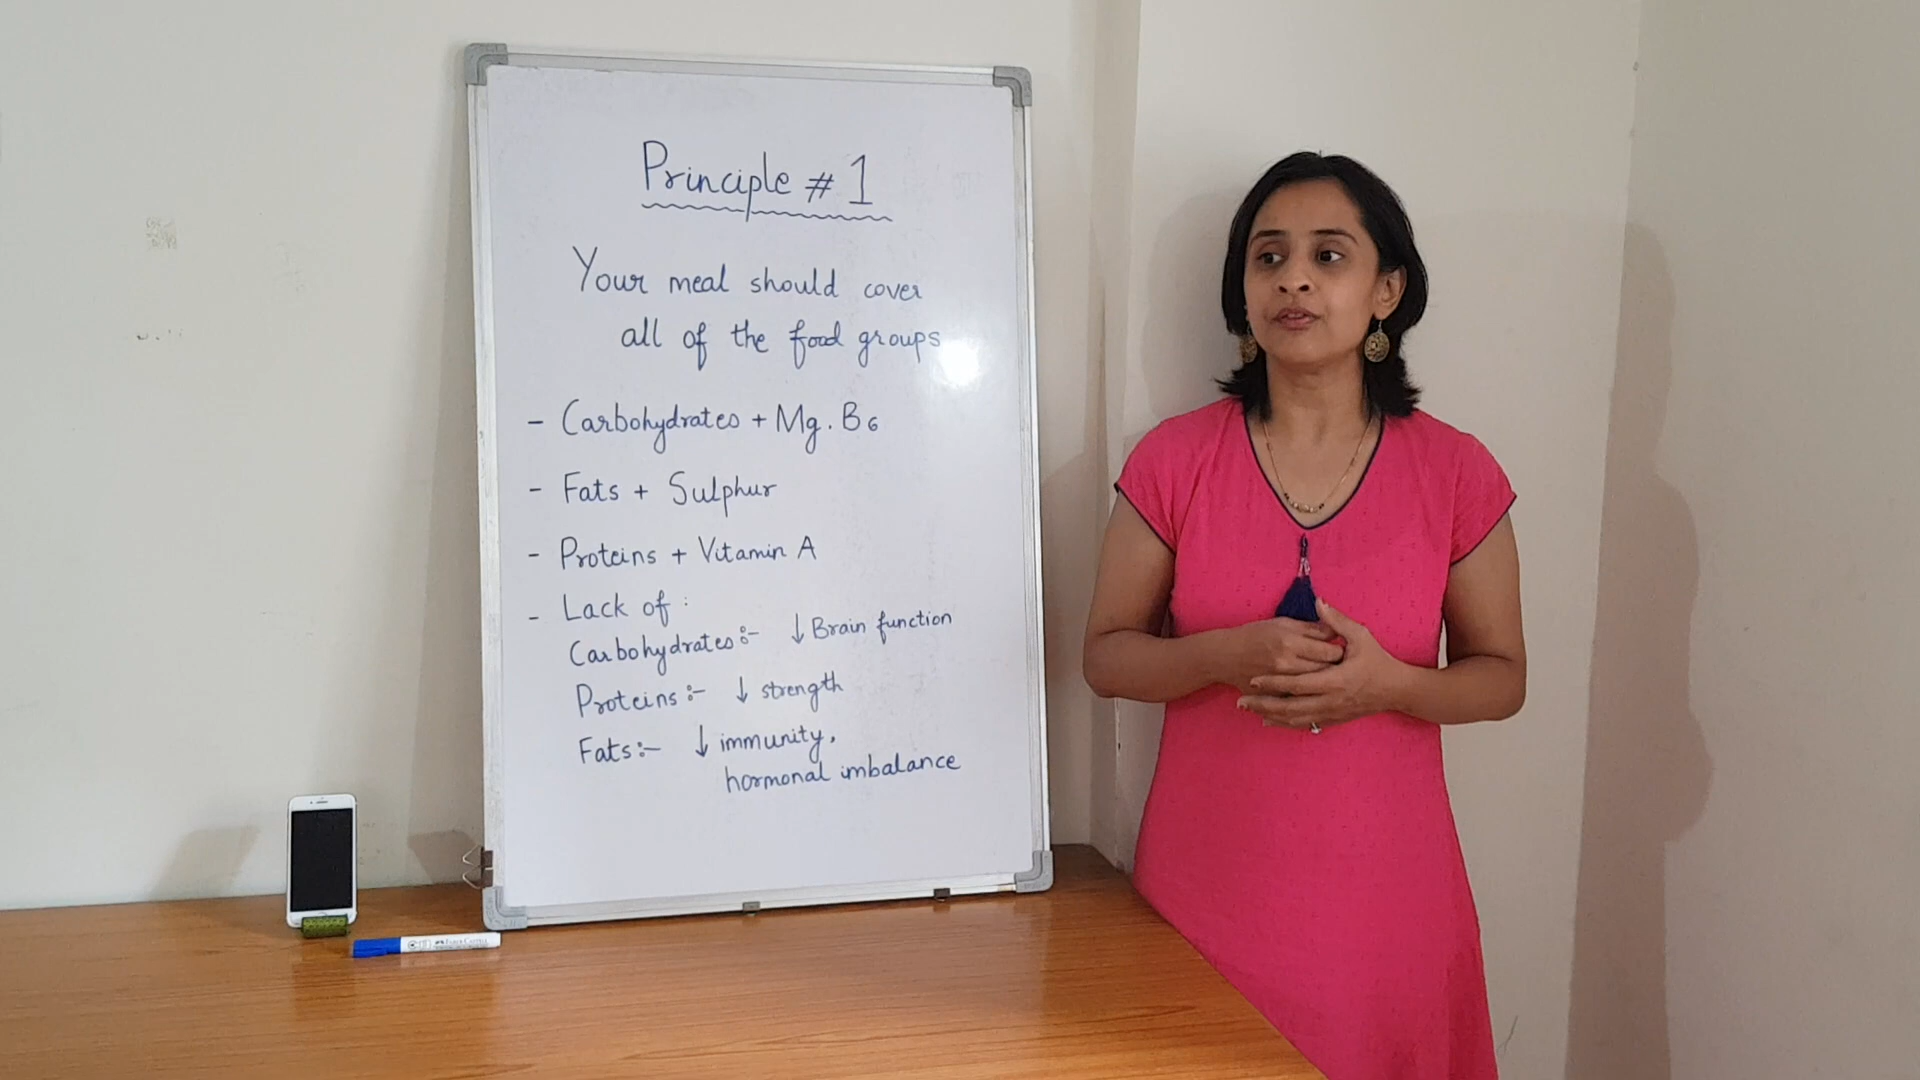 Principle # 1
Your meal should cover
all of the food groups
- Carbohydrates + Mg. B6
- Fats + Sulphur
- Proteins + Vitamin A
- Lack of :
Carbohydrates :- ↓ Brain function
Proteins :- ↓ strength
Fats :- ↓ immunity,
hormonal imbalance